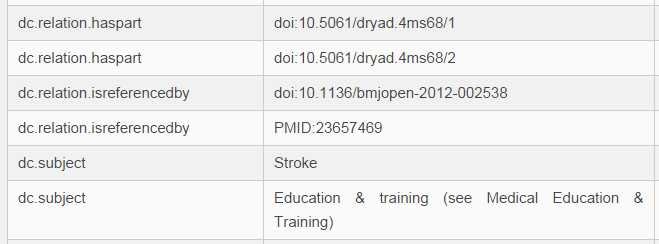 dc.relation.haspart doi:10.5061/dryad.4ms68/1
dc.relation.haspart doi:10.5061/dryad.4ms68/2
dc.relation.isreferencedby doi:10.1136/bmjopen-2012-002538
dc.relation.isreferencedby PMID:23657469
dc.subject Stroke
dc.subject Education & training (see Medical Education &
Training)